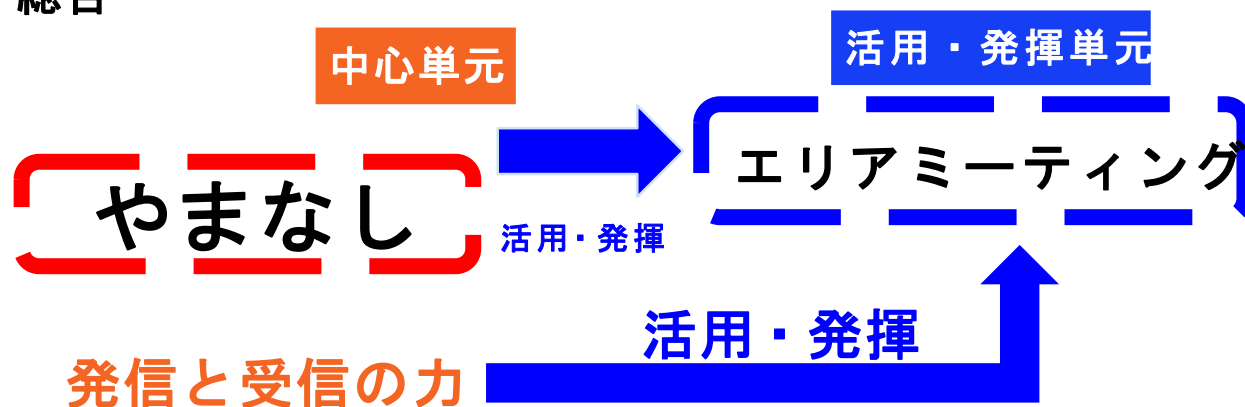 総合
中心単元
活用・発揮単元
エリアミーティング
やまなし
活用・発揮
活用・発揮
発信と受信の力